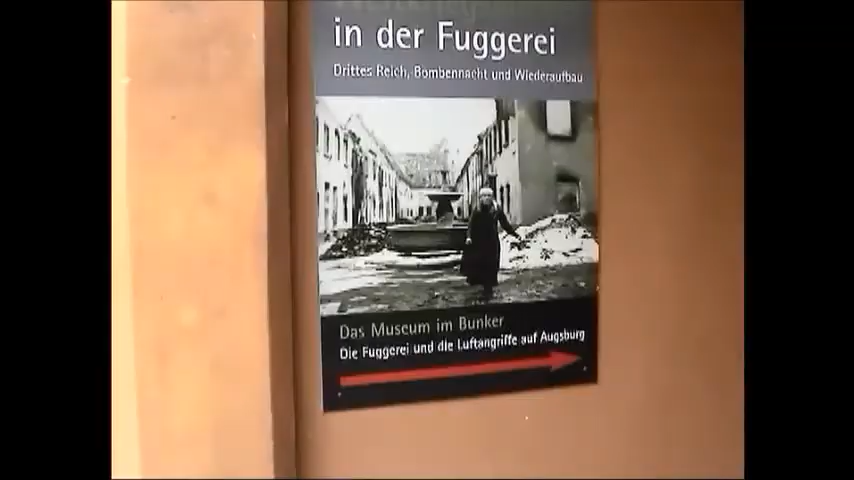 in der Fuggerei
Drittes Reich, Bombennacht und Wiederaufbau
Das Museum im Bunker
Die Fuggerei und die Luftangriffe auf Augsburg